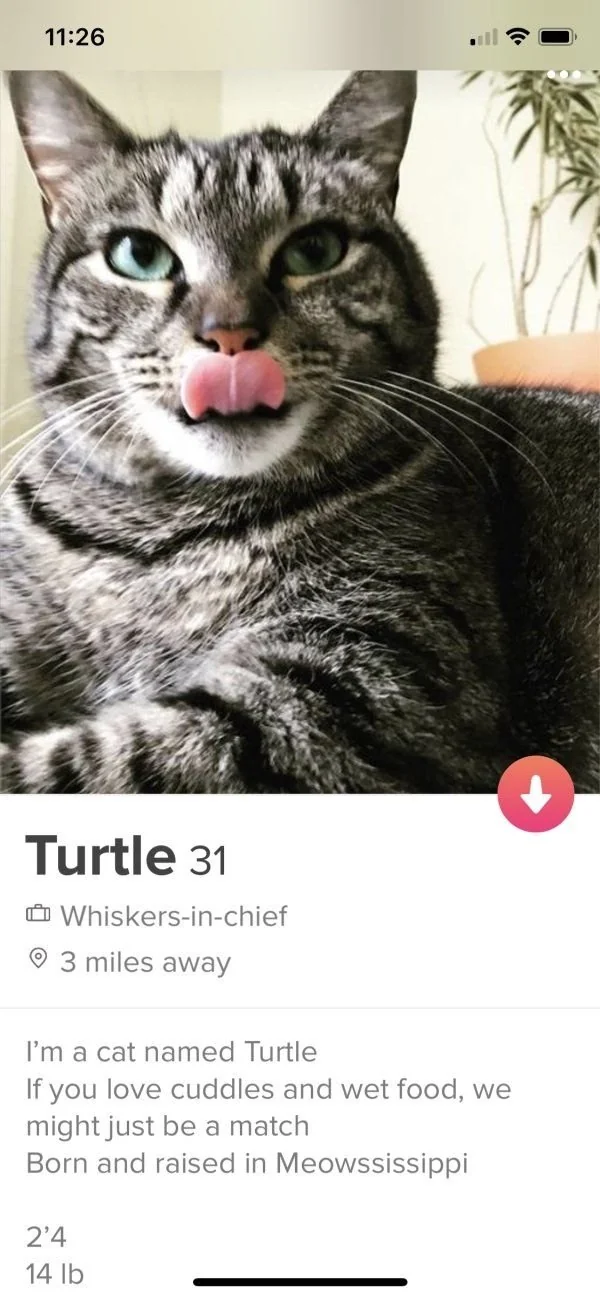 11:26
Turtle 31
Whiskers-in-chief
3 miles away
I’m a cat named Turtle
If you love cuddles and wet food, we
might just be a match
Born and raised in Meowssissippi
2’4
14 lb